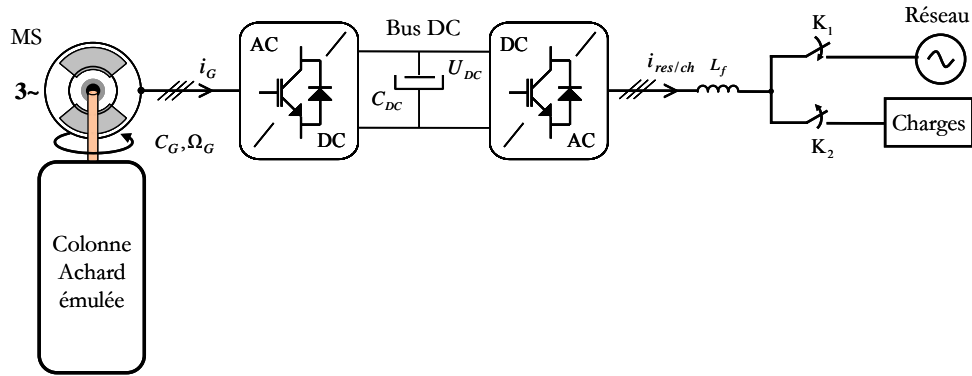 MS
3~
i_G
C_G, Ω_G
Colonne
Achard
émulée
AC
DC
Bus DC
U_DC
C_DC
DC
AC
i_res/ch
L_f
K_1
K_2
Réseau
Charges